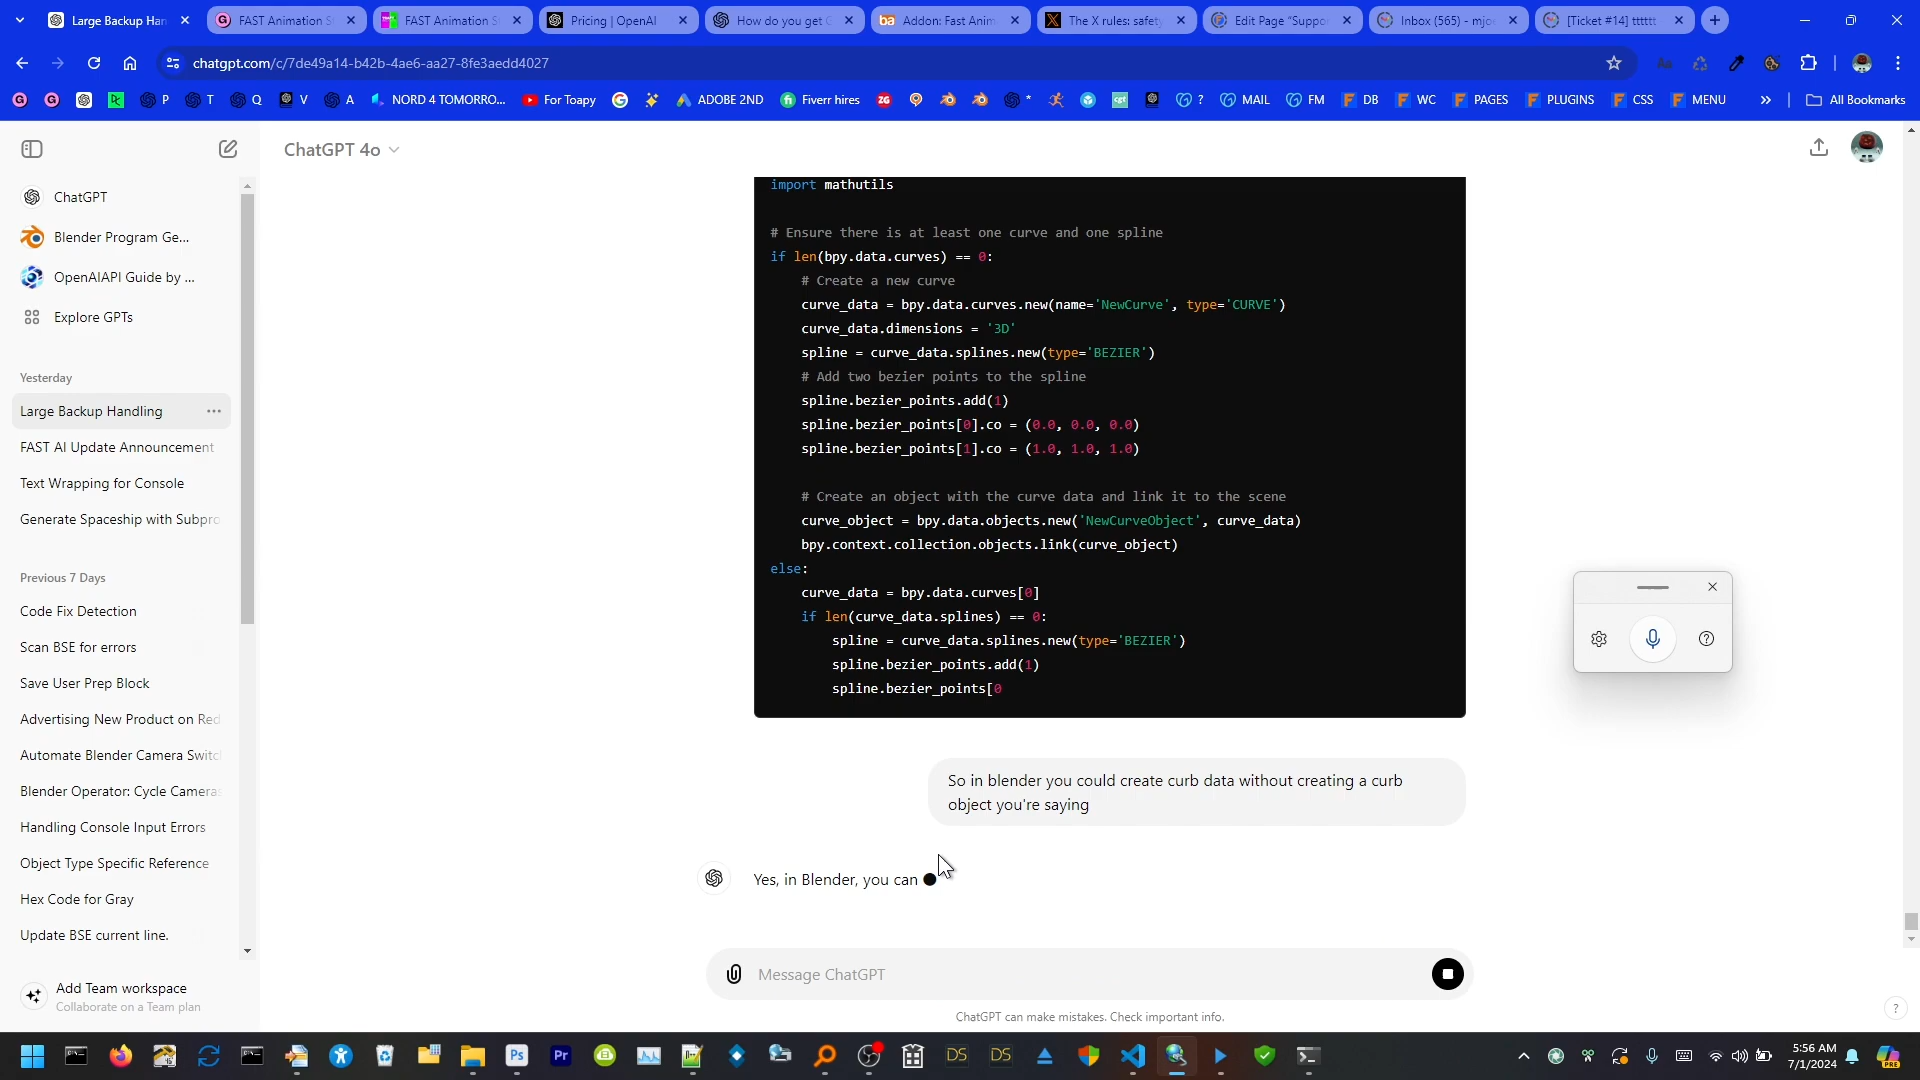 Large Backup Han
FAST Animation S
FAST Animation S
Pricing | OpenAI
How do you get G
Addon: Fast Anim
The X rules: safety
Edit Page "Suppor
Inbox (565) - mjo
[Ticket #14] tttttt
chatgpt.com/c/7de49a14-b42b-4ae6-aa27-8fe3aedd4027
P
T
Q
V
A
NORD 4 TOMORRO...
For Toapy
ADOBE 2ND
Fiverr hires
ZG
*
?
MAIL
FM
DB
WC
PAGES
PLUGINS
CSS
MENU
»
All Bookmarks
ChatGPT 4o
ChatGPT
Blender Program Ge...
OpenAIAPI Guide by ...
Explore GPTs
Yesterday
Large Backup Handling
FAST AI Update Announcement
Text Wrapping for Console
Generate Spaceship with Subpro
Previous 7 Days
Code Fix Detection
Scan BSE for errors
Save User Prep Block
Advertising New Product on Red
Automate Blender Camera Switc
Blender Operator: Cycle Cameras
Handling Console Input Errors
Object Type Specific Reference
Hex Code for Gray
Update BSE current line.
Add Team workspace
Collaborate on a Team plan
import mathutils
# Ensure there is at least one curve and one spline
if len(bpy.data.curves) == 0:
# Create a new curve
curve_data = bpy.data.curves.new(name='NewCurve', type='CURVE')
curve_data.dimensions = '3D'
spline = curve_data.splines.new(type='BEZIER')
# Add two bezier points to the spline
spline.bezier_points.add(1)
spline.bezier_points[0].co = (0.0, 0.0, 0.0)
spline.bezier_points[1].co = (1.0, 1.0, 1.0)
# Create an object with the curve data and link it to the scene
curve_object = bpy.data.objects.new('NewCurveObject', curve_data)
bpy.context.collection.objects.link(curve_object)
else:
curve_data = bpy.data.curves[0]
if len(curve_data.splines) == 0:
spline = curve_data.splines.new(type='BEZIER')
spline.bezier_points.add(1)
spline.bezier_points[0
So in blender you could create curb data without creating a curb
object you're saying
Yes, in Blender, you can
Message ChatGPT
ChatGPT can make mistakes. Check important info.
?
Ps
Pr
DS
DS
5:56 AM
7/1/2024